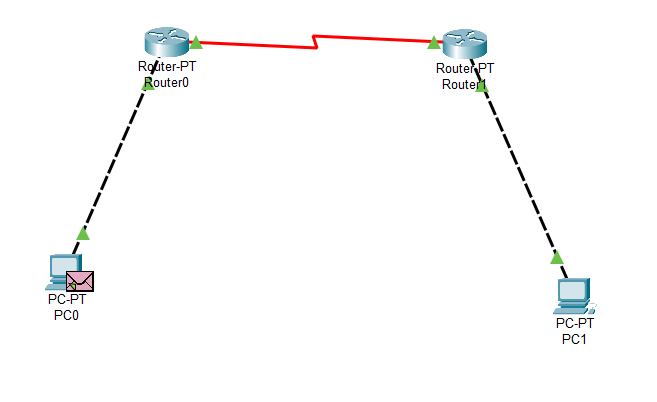 Router-PT
Router0
Router-PT
Router1
PC-PT
PC0
PC-PT
PC1